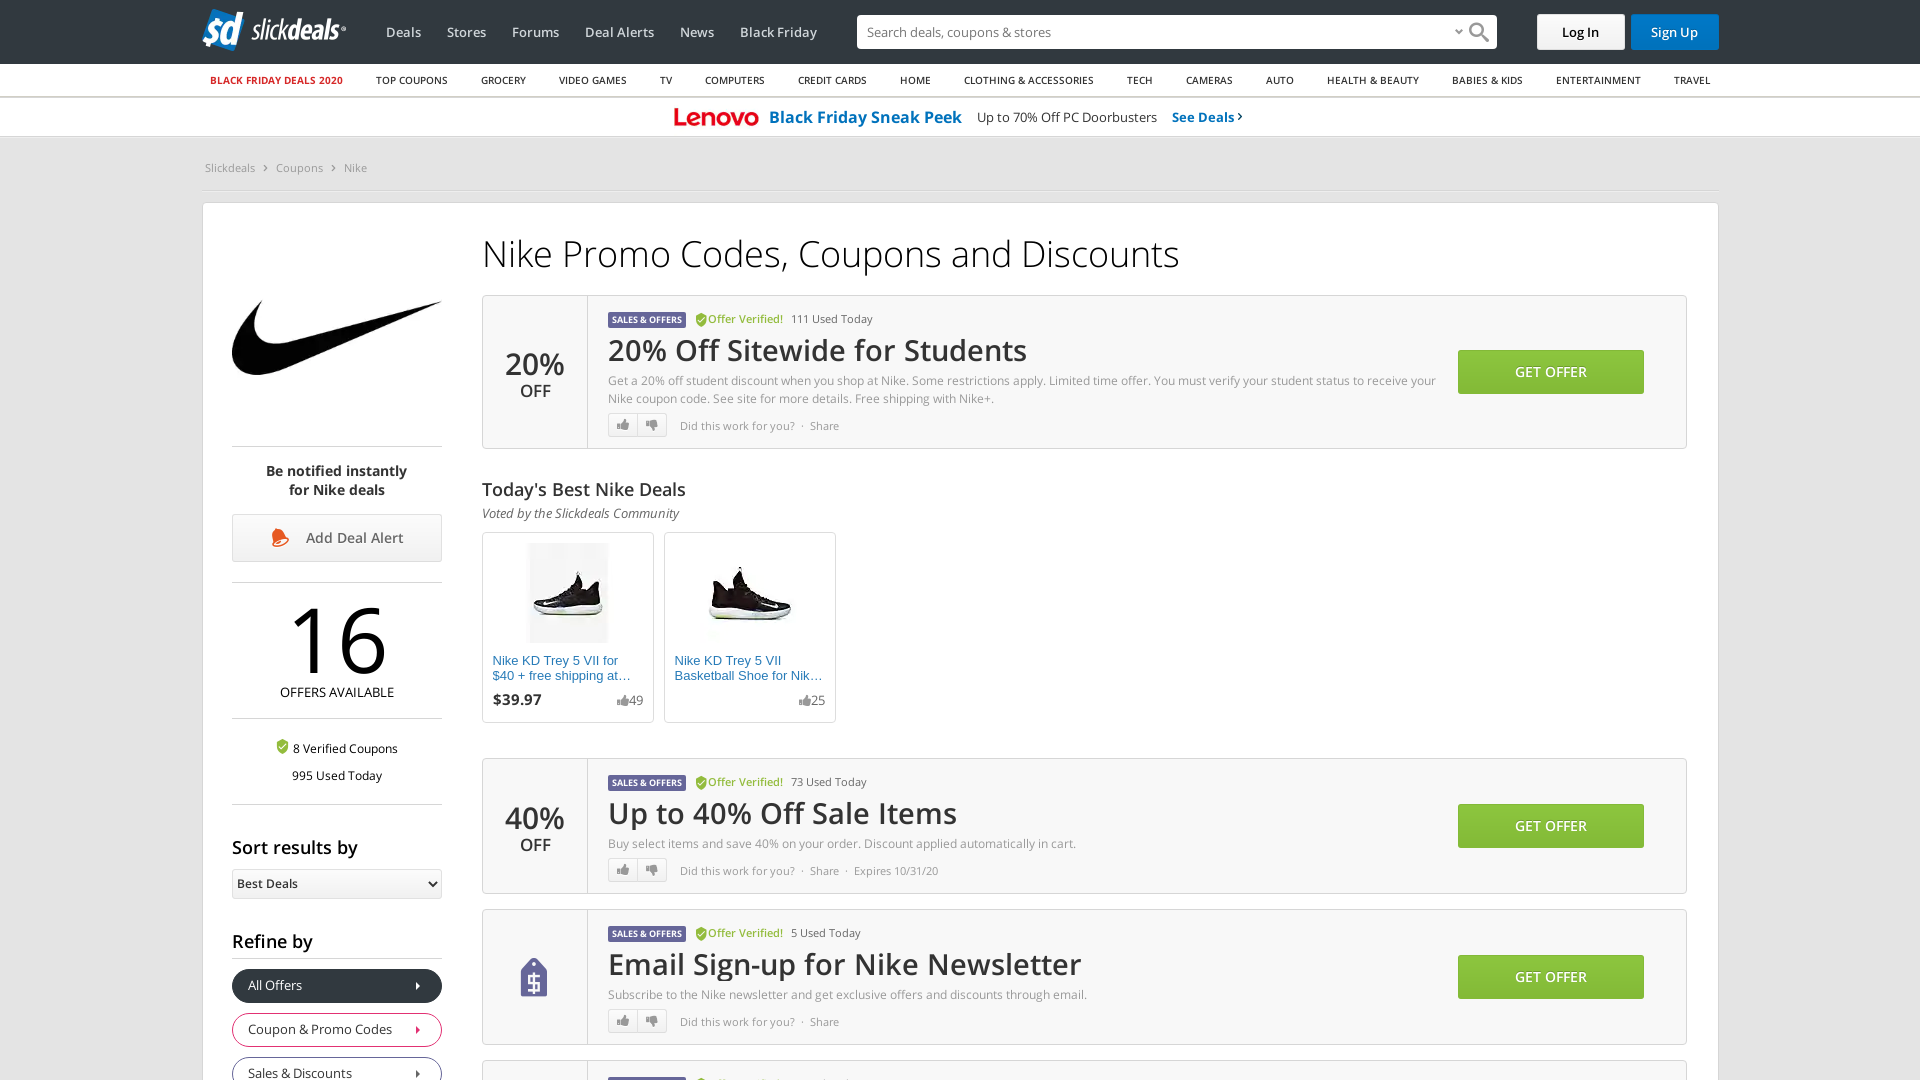 sd slickdeals
Deals
Stores
Forums
Deal Alerts
News
Black Friday
Search deals, coupons & stores
Log In
Sign Up
BLACK FRIDAY DEALS 2020
TOP COUPONS
GROCERY
VIDEO GAMES
TV
COMPUTERS
CREDIT CARDS
HOME
CLOTHING & ACCESSORIES
TECH
CAMERAS
AUTO
HEALTH & BEAUTY
BABIES & KIDS
ENTERTAINMENT
TRAVEL
Lenovo Black Friday Sneak Peek Up to 70% Off PC Doorbusters See Deals
Slickdeals > Coupons > Nike
Be notified instantly
for Nike deals
Add Deal Alert
16
OFFERS AVAILABLE
8 Verified Coupons
995 Used Today
Sort results by
Best Deals
Refine by
All Offers
Coupon & Promo Codes
Sales & Discounts
Nike Promo Codes, Coupons and Discounts
20%
OFF
SALES & OFFERS Offer Verified! 111 Used Today
20% Off Sitewide for Students
Get a 20% off student discount when you shop at Nike. Some restrictions apply. Limited time offer. You must verify your student status to receive your
Nike coupon code. See site for more details. Free shipping with Nike+.
Did this work for you? · Share
GET OFFER
Today's Best Nike Deals
Voted by the Slickdeals Community
Nike KD Trey 5 VII for
$40 + free shipping at…
$39.97
49
Nike KD Trey 5 VII
Basketball Shoe for Nik…
25
40%
OFF
SALES & OFFERS Offer Verified! 73 Used Today
Up to 40% Off Sale Items
Buy select items and save 40% on your order. Discount applied automatically in cart.
Did this work for you? · Share · Expires 10/31/20
GET OFFER
$
SALES & OFFERS Offer Verified! 5 Used Today
Email Sign-up for Nike Newsletter
Subscribe to the Nike newsletter and get exclusive offers and discounts through email.
Did this work for you? · Share
GET OFFER